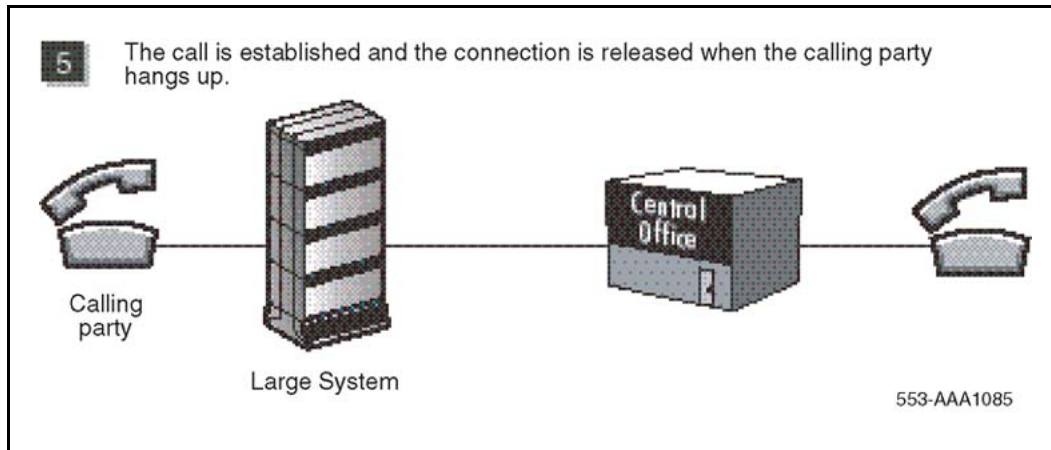 5
The call is established and the connection is released when the calling party
hangs up.
Central
Office
Calling
party
Large System
553-AAA1085